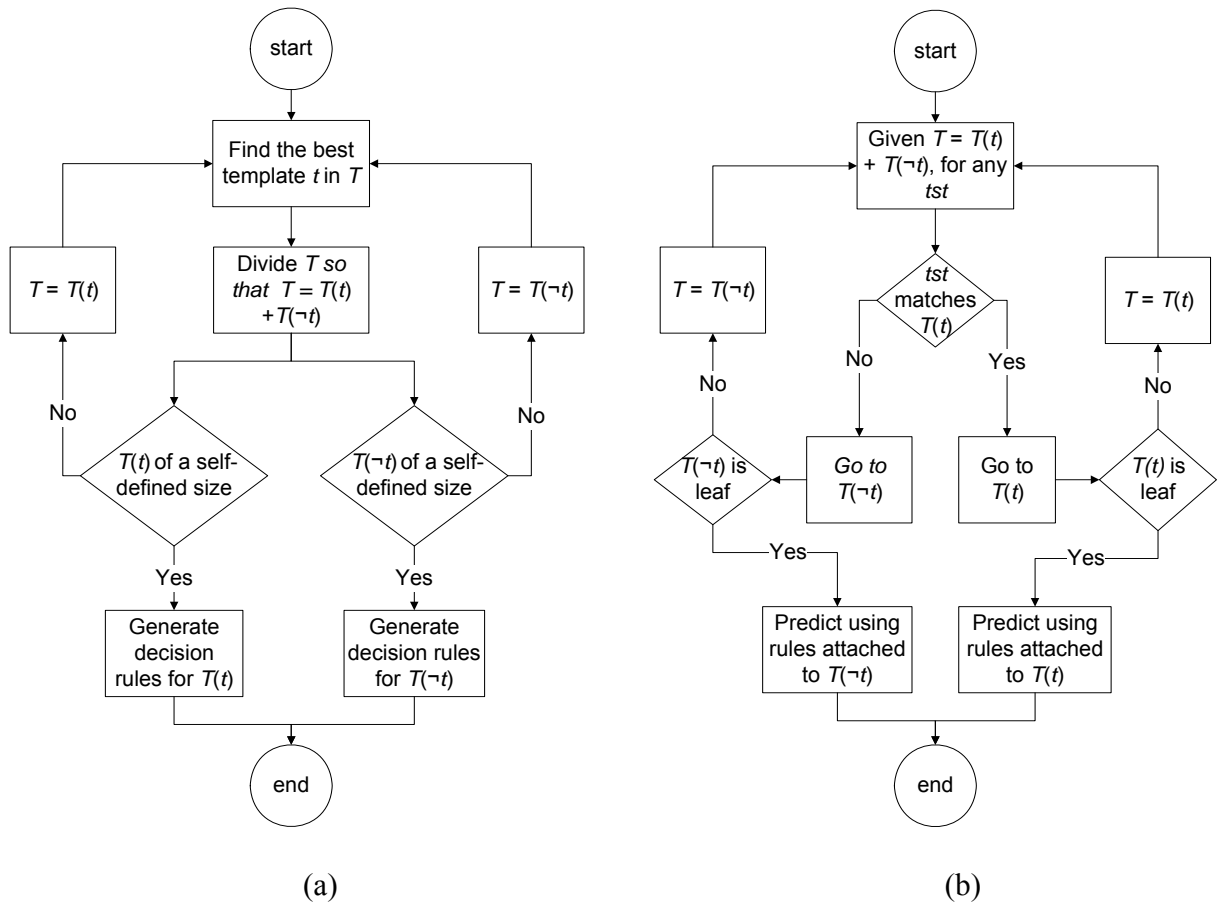 start
Find the best
template t in T
T = T(t)
Divide T so
that T = T(t)
+T(¬t)
T = T(¬t)
No
No
T(t) of a self-
defined size
T(¬t) of a self-
defined size
Yes
Yes
Generate
decision
rules for T(t)
Generate
decision rules
for T(¬t)
end
(a)
start
Given T = T(t)
+ T(¬t), for any
tst
T = T(¬t)
tst
matches
T(t)
T = T(t)
No
Yes
No
No
T(¬t) is
leaf
Go to
T(¬t)
Go to
T(t)
T(t) is
leaf
Yes
Yes
Predict using
rules attached
to T(¬t)
Predict using
rules attached
to T(t)
end
(b)